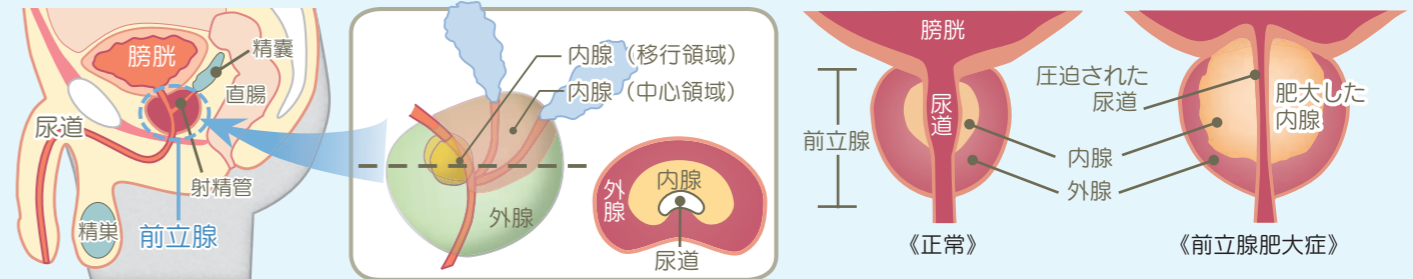 膀胱
精嚢
直腸
尿道
射精管
精巣
前立腺
内腺（移行領域）
内腺（中心領域）
外腺
外腺
内腺
尿道
膀胱
尿道
前立腺
内腺
外腺
《正常》
圧迫された
尿道
肥大した
内腺
《前立腺肥大症》